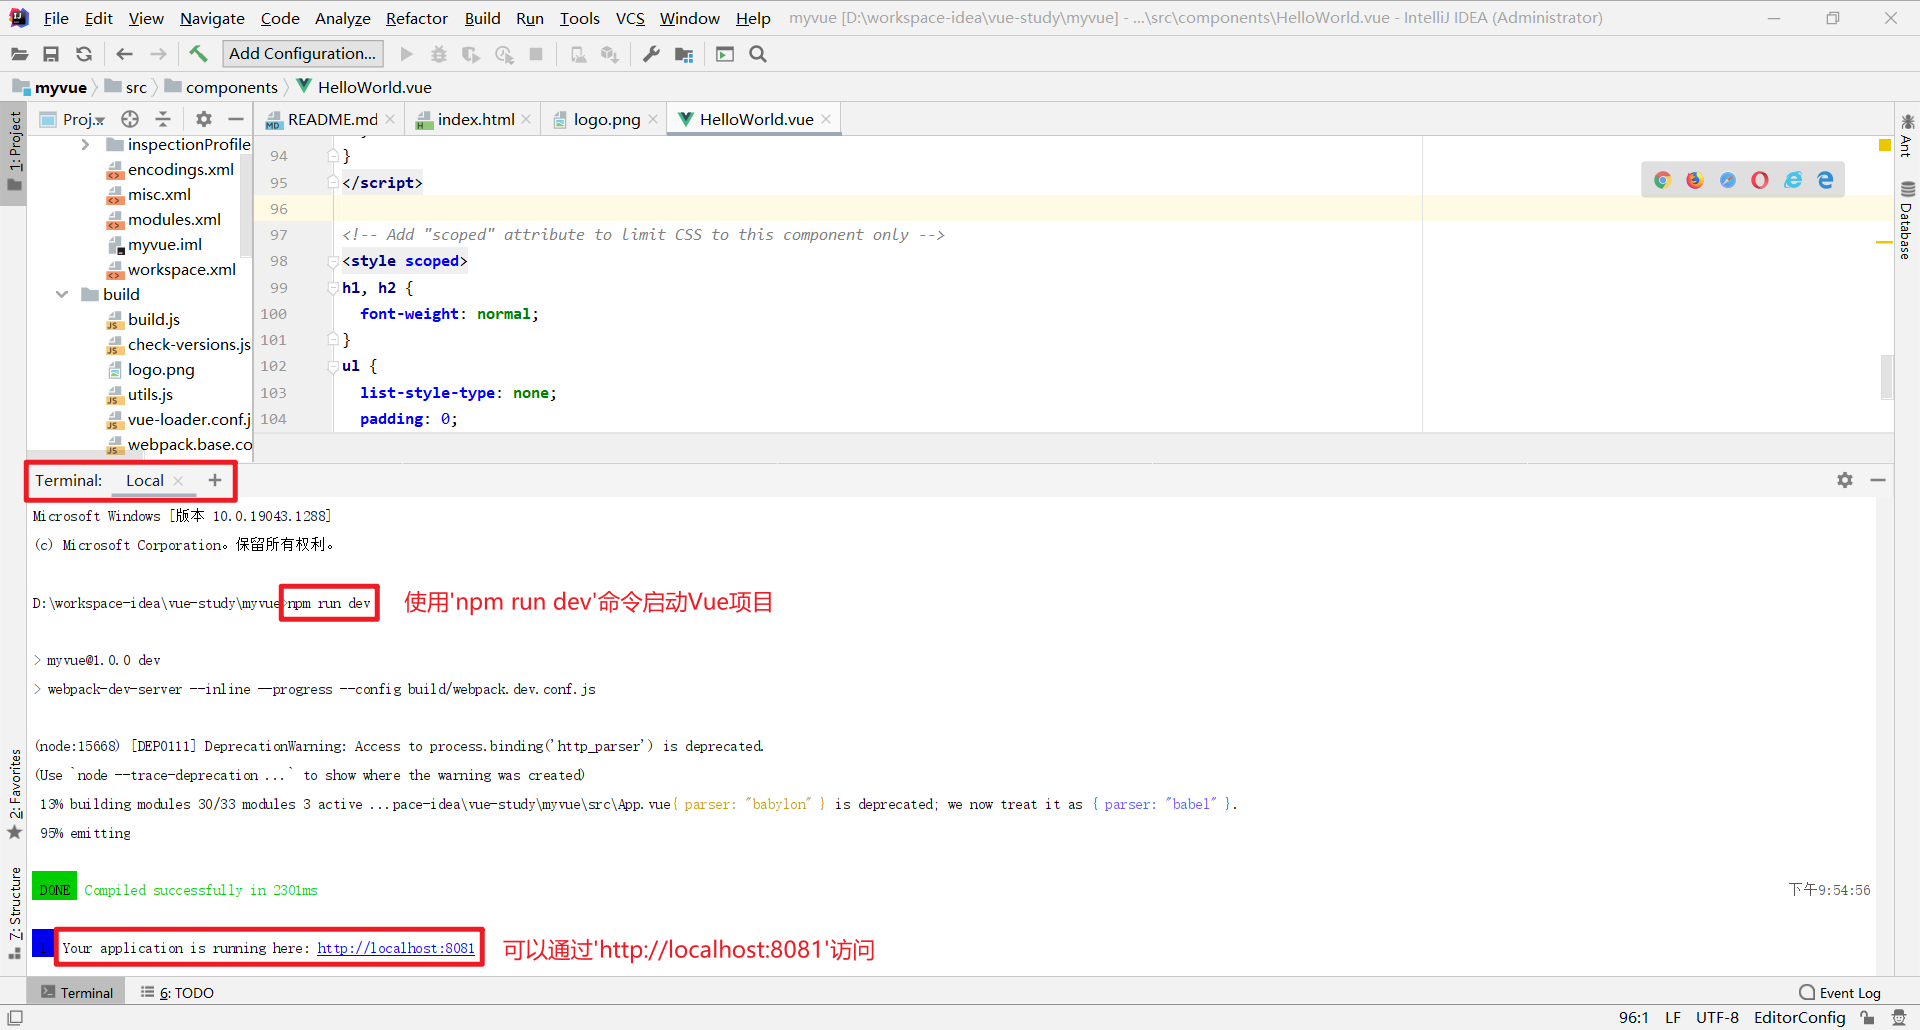 File Edit View Navigate Code Analyze Refactor Build Run Tools VCS Window Help myvue [D:\workspace-idea\vue-study\myvue] - ...\src\components\HelloWorld.vue - IntelliJ IDEA (Administrator)
Add Configuration...
myvue src components HelloWorld.vue
Proj.. README.md index.html logo.png HelloWorld.vue
1: Project
Ant
Database
inspectionProfile
encodings.xml
misc.xml
modules.xml
myvue.iml
workspace.xml
build
build.js
check-versions.js
logo.png
utils.js
vue-loader.conf.j
webpack.base.co
94 }
95 </script>
96
97 <!-- Add "scoped" attribute to limit CSS to this component only -->
98 <style scoped>
99 h1, h2 {
100 font-weight: normal;
101 }
102 ul {
103 list-style-type: none;
104 padding: 0;
Terminal: Local +
Microsoft Windows [版本 10.0.19043.1288]
(c) Microsoft Corporation。保留所有权利。
D:\workspace-idea\vue-study\myvue>npm run dev 使用'npm run dev'命令启动Vue项目
> myvue@1.0.0 dev
> webpack-dev-server --inline --progress --config build/webpack.dev.conf.js
(node:15668) [DEP0111] DeprecationWarning: Access to process.binding('http_parser') is deprecated.
(Use `node --trace-deprecation ...` to show where the warning was created)
13% building modules 30/33 modules 3 active ...pace-idea\vue-study\myvue\src\App.vue{ parser: "babylon" } is deprecated; we now treat it as { parser: "babel" }.
95% emitting
DONE Compiled successfully in 2301ms 下午9:54:56
Your application is running here: http://localhost:8081 可以通过'http://localhost:8081'访问
2: Favorites
7: Structure
Terminal 6: TODO Event Log
96:1 LF UTF-8 EditorConfig